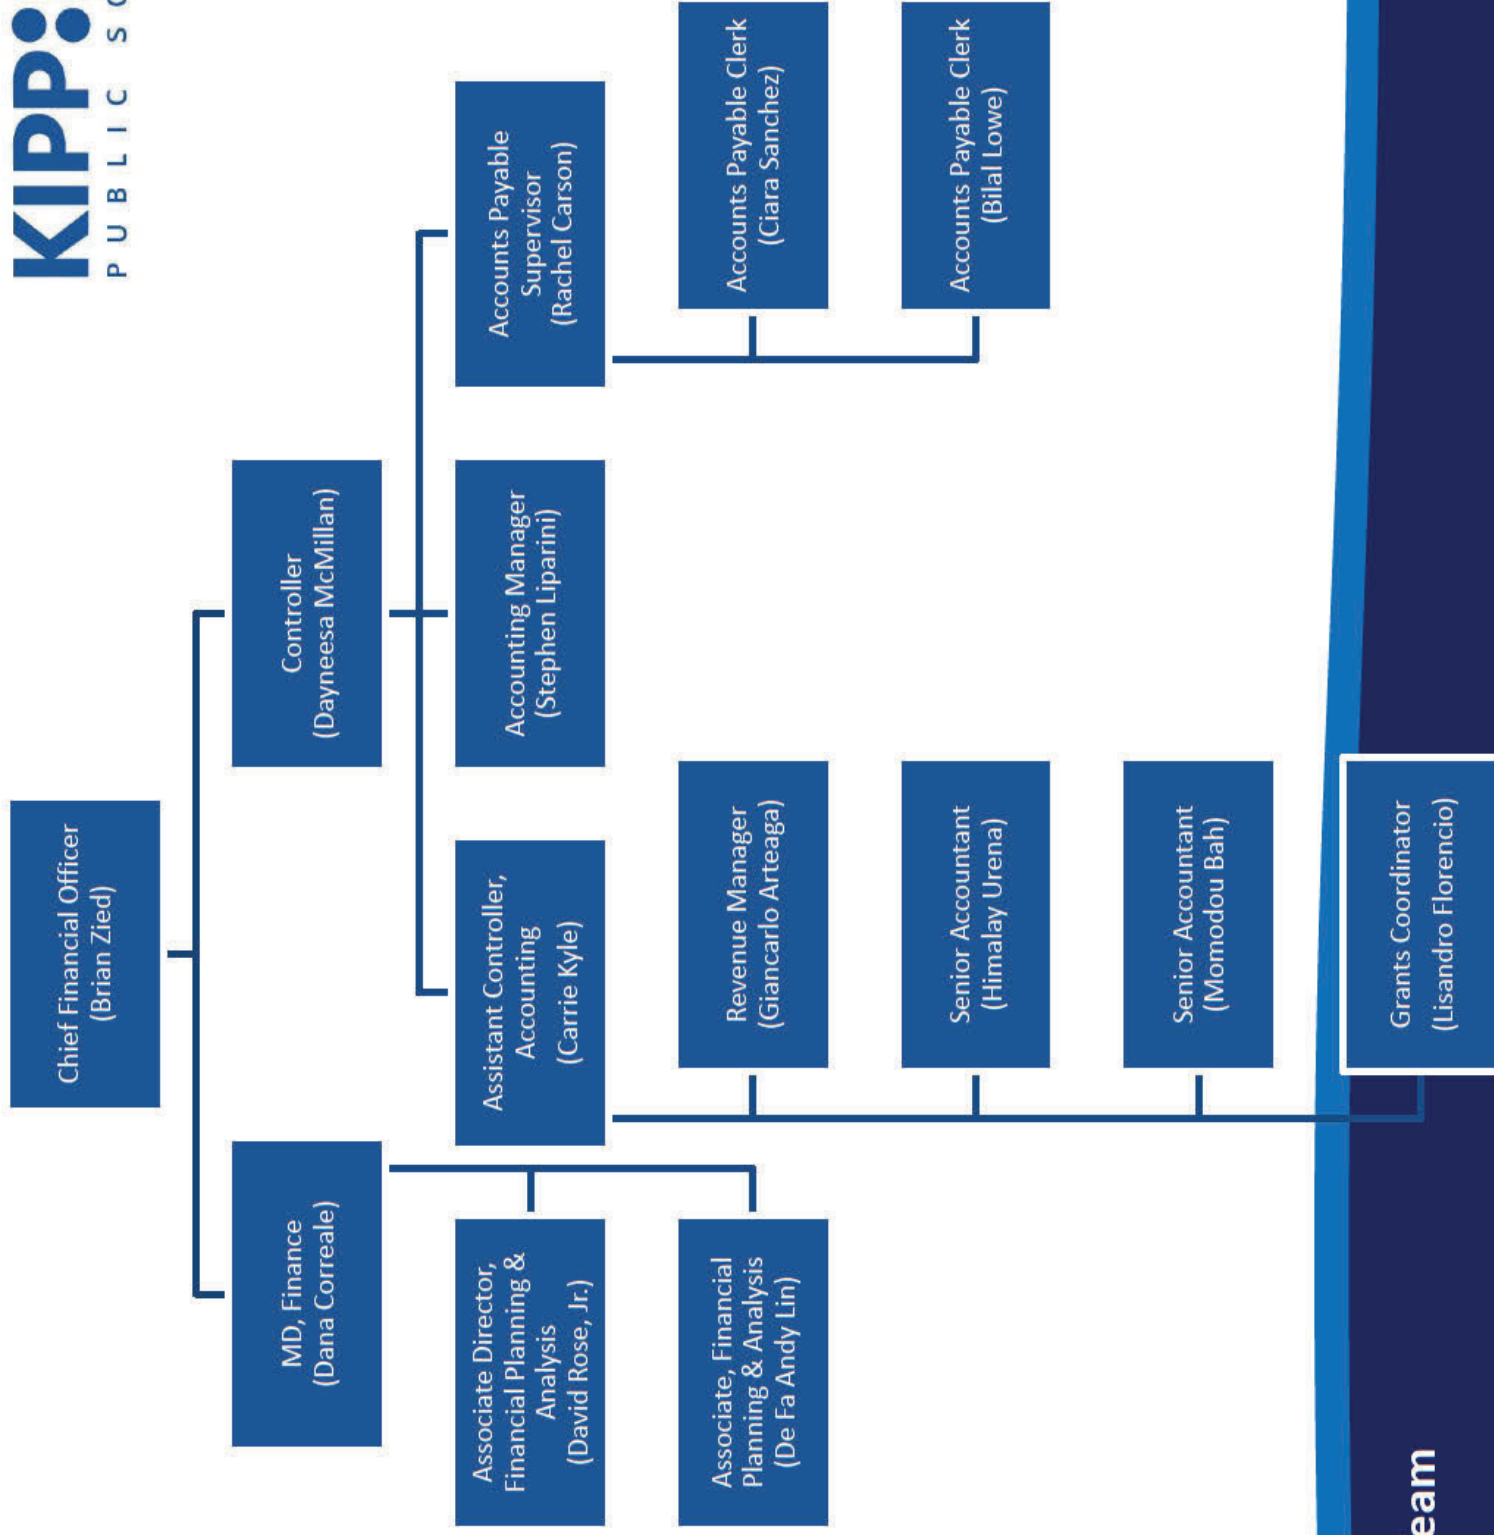 KIPP:
PUBLIC
Chief Financial Officer
(Brian Zied)
MD, Finance
(Dana Correale)
Controller
(Dayneesa McMillan)
Associate Director,
Financial Planning &
Analysis
(David Rose, Jr.)
Assistant Controller,
Accounting
(Carrie Kyle)
Accounting Manager
(Stephen Liparini)
Accounts Payable
Supervisor
(Rachel Carson)
Associate, Financial
Planning & Analysis
(De Fa Andy Lin)
Revenue Manager
(Giancarlo Arteaga)
Accounts Payable Clerk
(Ciara Sanchez)
Senior Accountant
(Himalay Urena)
Accounts Payable Clerk
(Bilal Lowe)
Senior Accountant
(Momodou Bah)
Grants Coordinator
(Lisandro Florencio)